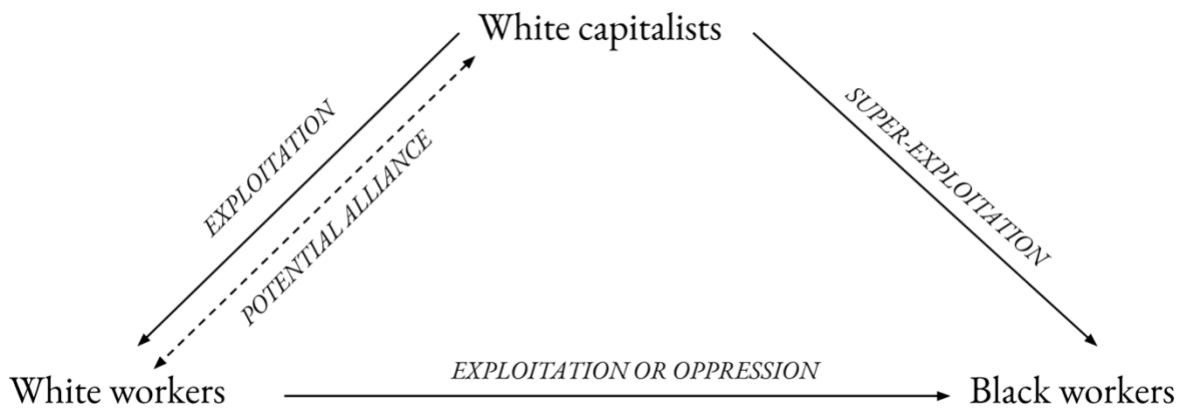 White capitalists
EXPLOITATION
POTENTIAL ALLIANCE
SUPER-EXPLOITATION
EXPLOITATION OR OPPRESSION
White workers
Black workers